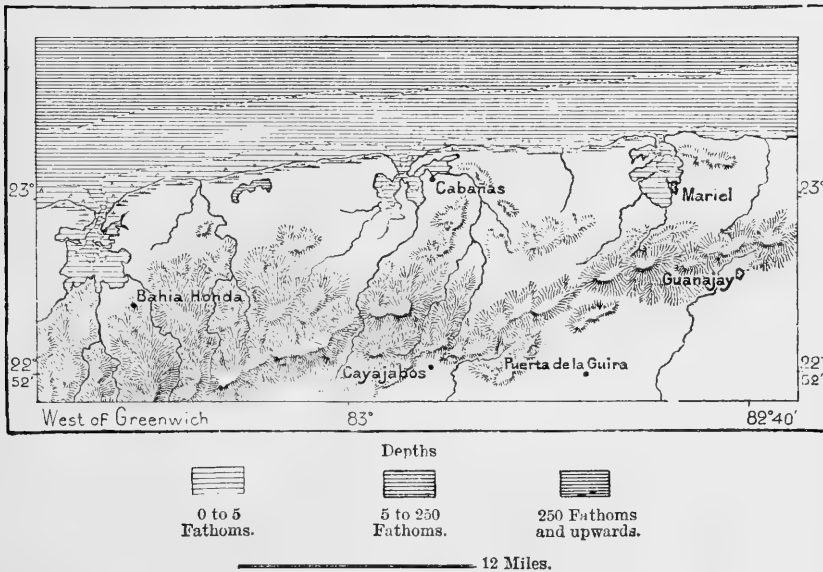 23°
Cabañas
Mariel
23°
Guanajay
Bahia Honda
22°
52'
Cayajabos
Puerta de la Guira
22°
52'
West of Greenwich
83°
82°40'
Depths
0 to 5
Fathoms.
5 to 250
Fathoms.
250 Fathoms
and upwards.
12 Miles.